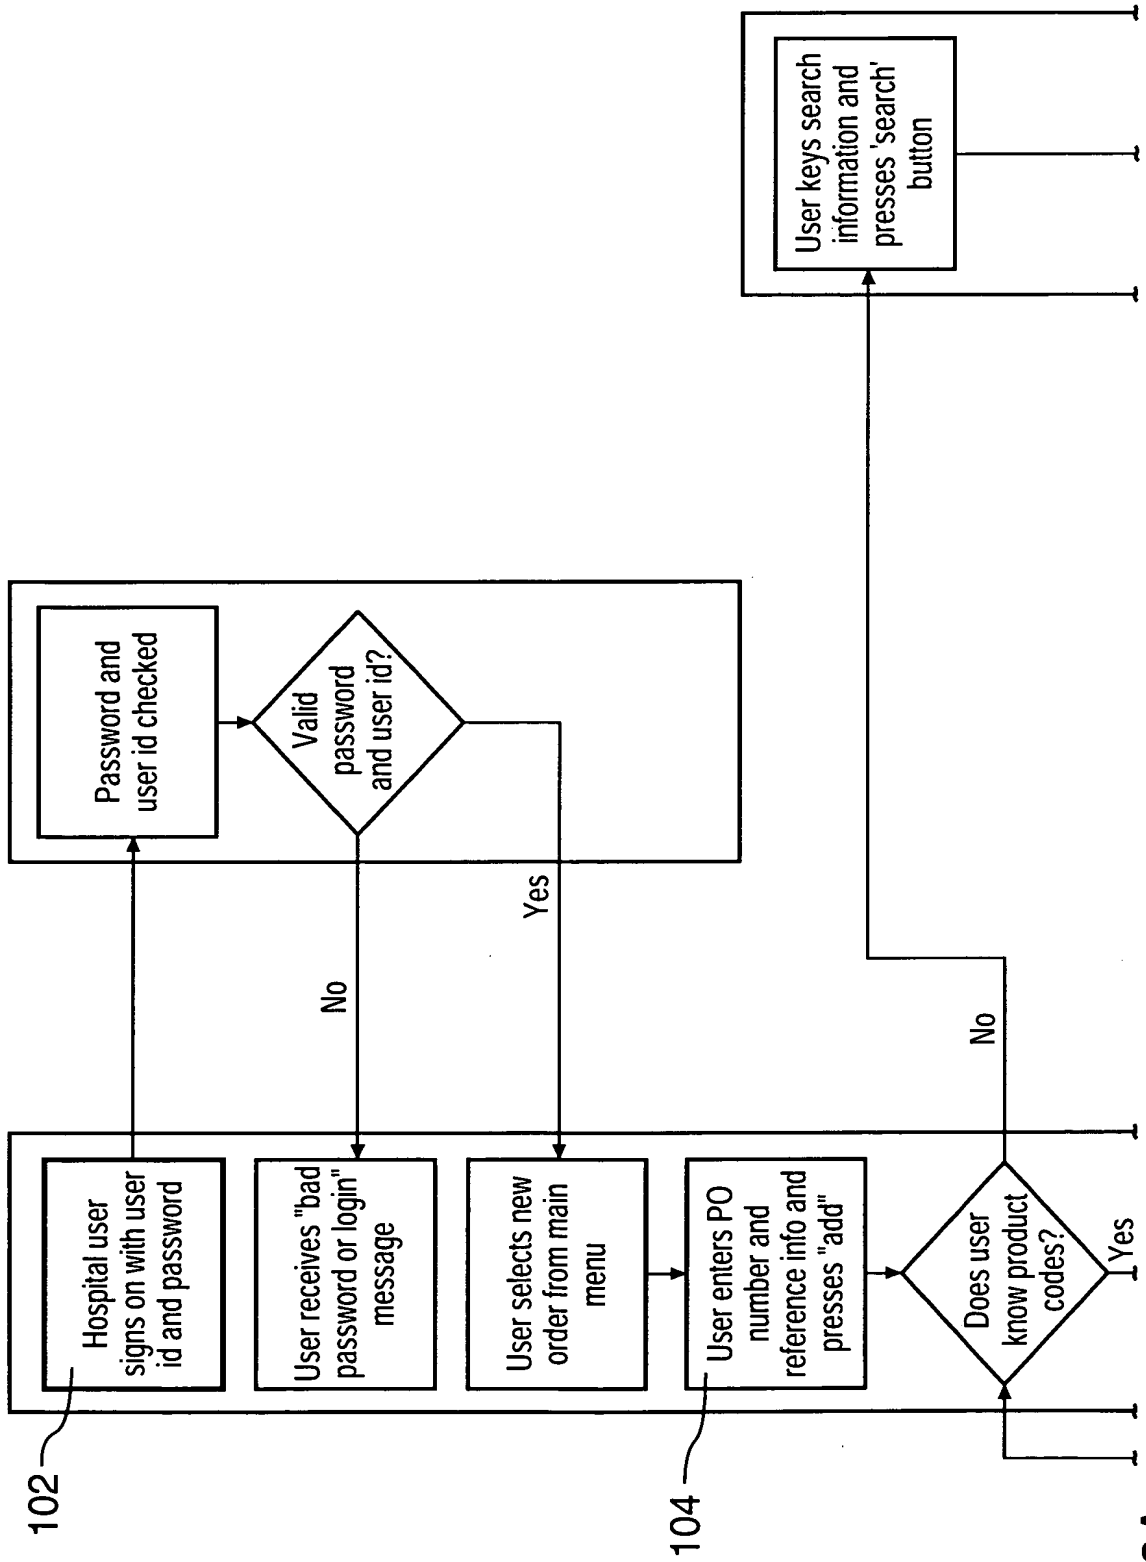 102
Hospital user
signs on with user
id and password
Password and
user id checked
Valid
password
and user id?
No
User receives "bad
password or login"
message
Yes
User selects new
order from main
menu
104
User enters PO
number and
reference info and
presses "add"
Does user
know product
codes?
Yes
No
User keys search
information and
presses 'search'
button